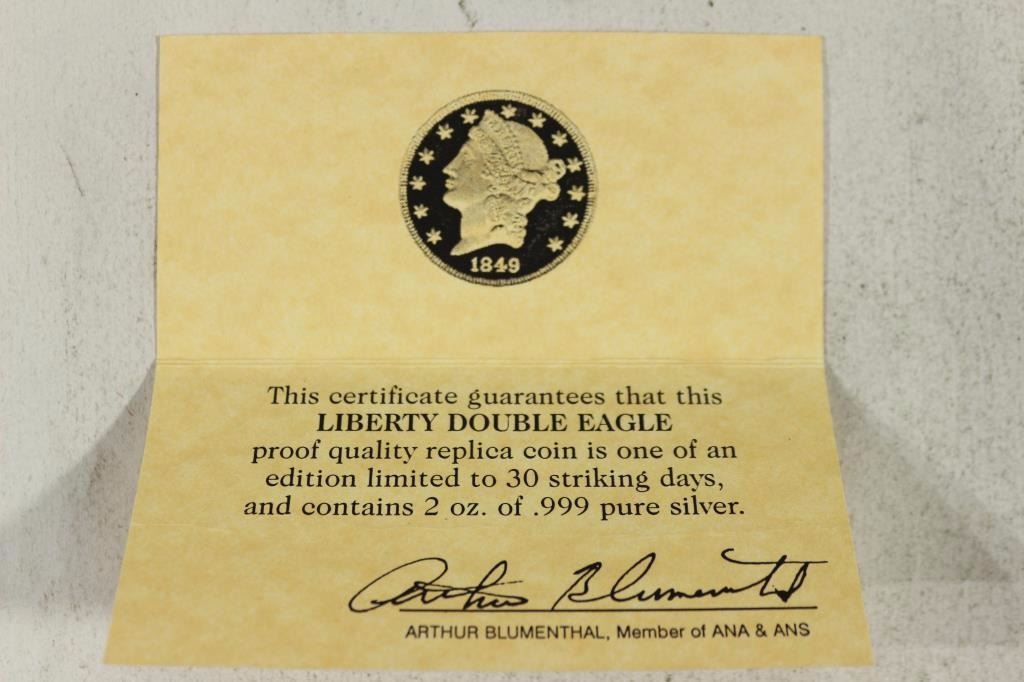 1849
This certificate guarantees that this
LIBERTY DOUBLE EAGLE
proof quality replica coin is one of an
edition limited to 30 striking days,
and contains 2 oz. of .999 pure silver.
Arthur Blumenthal
ARTHUR BLUMENTHAL, Member of ANA & ANS